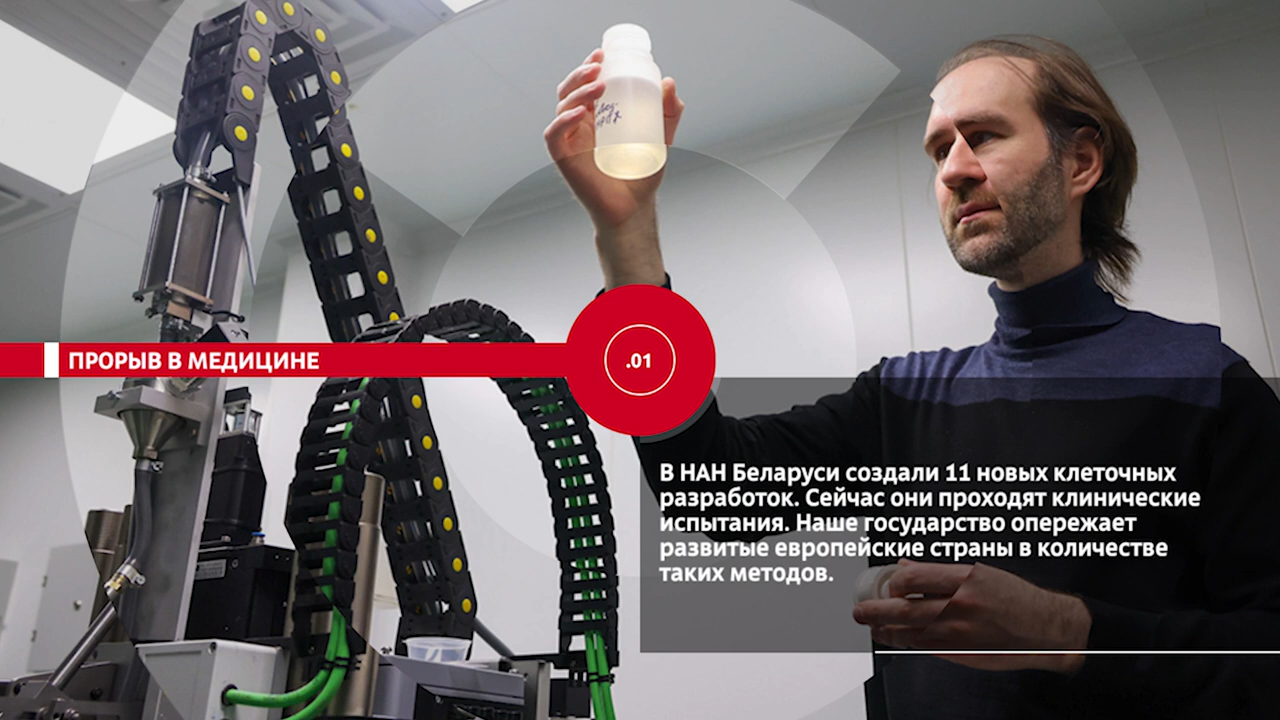 ПРОРЫВ В МЕДИЦИНЕ
.01
В НАН Беларуси создали 11 новых клеточных
разработок. Сейчас они проходят клинические
испытания. Наше государство опережает
развитые европейские страны в количестве
таких методов.